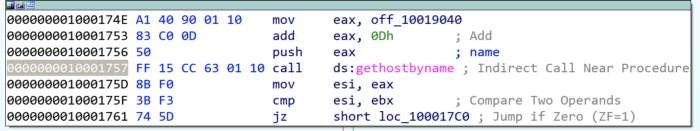 000000001000174E A1 40 90 01 10 mov eax, off_10019040
0000000010001753 83 C0 0D add eax, 0Dh ; Add
0000000010001756 50 push eax ; name
0000000010001757 FF 15 CC 63 01 10 call ds:gethostbyname ; Indirect Call Near Procedure
000000001000175D 8B F0 mov esi, eax
000000001000175F 3B F3 cmp esi, ebx ; Compare Two Operands
0000000010001761 74 5D jz short loc_100017C0 ; Jump if Zero (ZF=1)